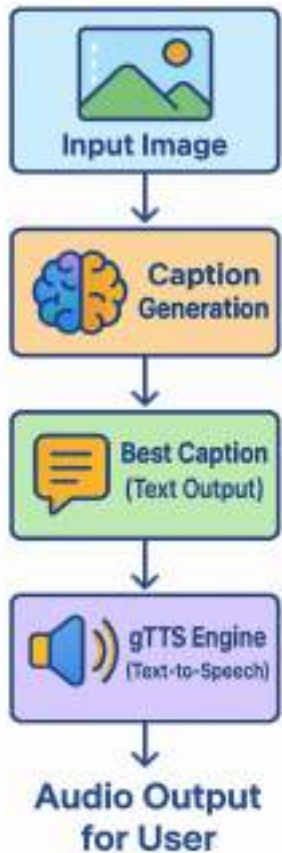 Input Image
Caption
Generation
Best Caption
(Text Output)
gTTS Engine
(Text-to-Speech)
Audio Output
for User